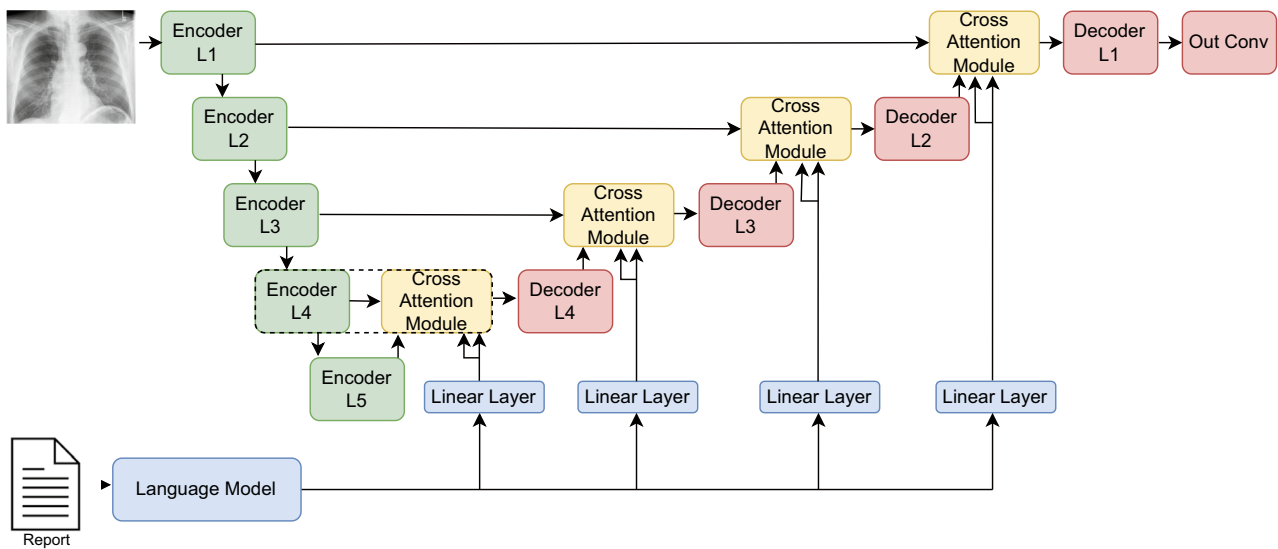 Encoder
L1
Cross
Attention
Module
Decoder
L1
Out Conv
Encoder
L2
Cross
Attention
Module
Decoder
L2
Encoder
L3
Cross
Attention
Module
Decoder
L3
Encoder
L4
Cross
Attention
Module
Decoder
L4
Encoder
L5
Linear Layer
Linear Layer
Linear Layer
Linear Layer
Language Model
Report